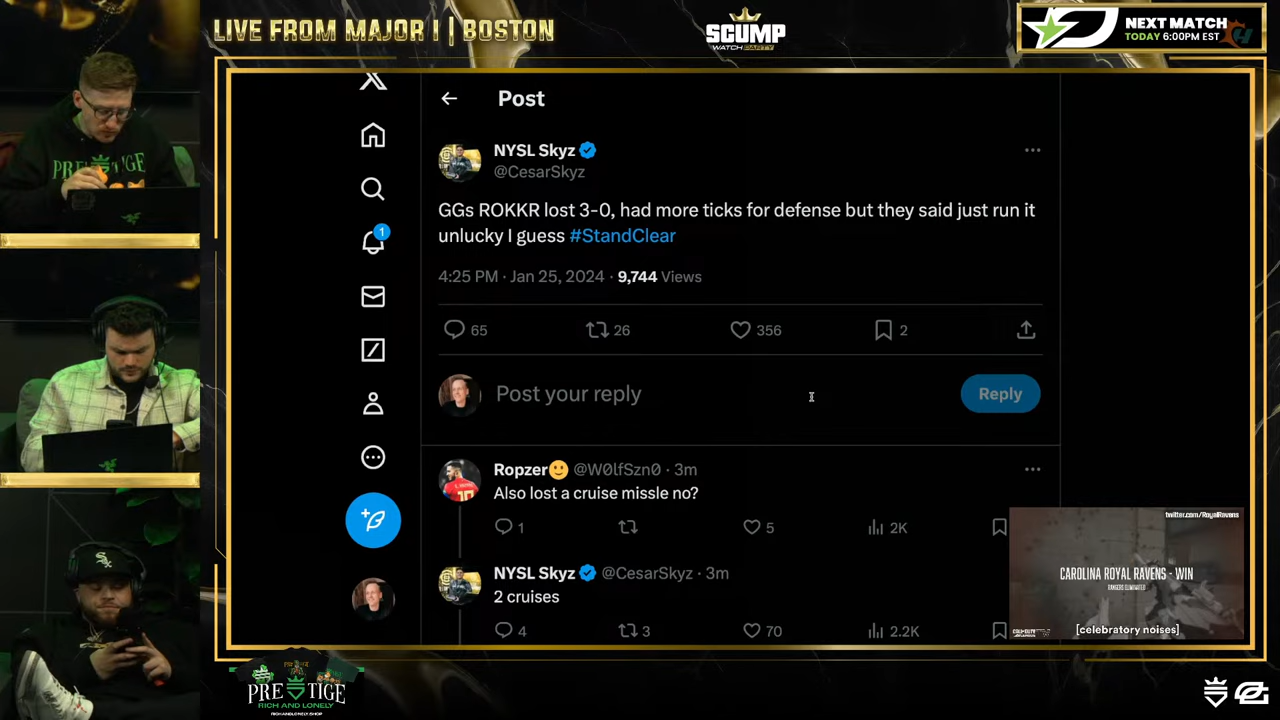 LIVE FROM MAJOR I | BOSTON
SCUMP
WATCH PARTY
NEXT MATCH
TODAY 6:00PM EST
PRESTIGE
Post
NYSL Skyz
@CesarSkyz
GGs ROKKR lost 3-0, had more ticks for defense but they said just run it
unlucky I guess #StandClear
4:25 PM · Jan 25, 2024 · 9,744 Views
65
26
356
2
1
Post your reply
Reply
Ropzer @W0lfSzn0 · 3m
Also lost a cruise missle no?
1
5
2K
NYSL Skyz @CesarSkyz · 3m
2 cruises
4
3
70
2.2K
twitter.com/RoyalRavens
CAROLINA ROYAL RAVENS - WIN
[celebratory noises]
PRESTIGE
RICH AND LONELY
RICHANDLONELY.SHOP